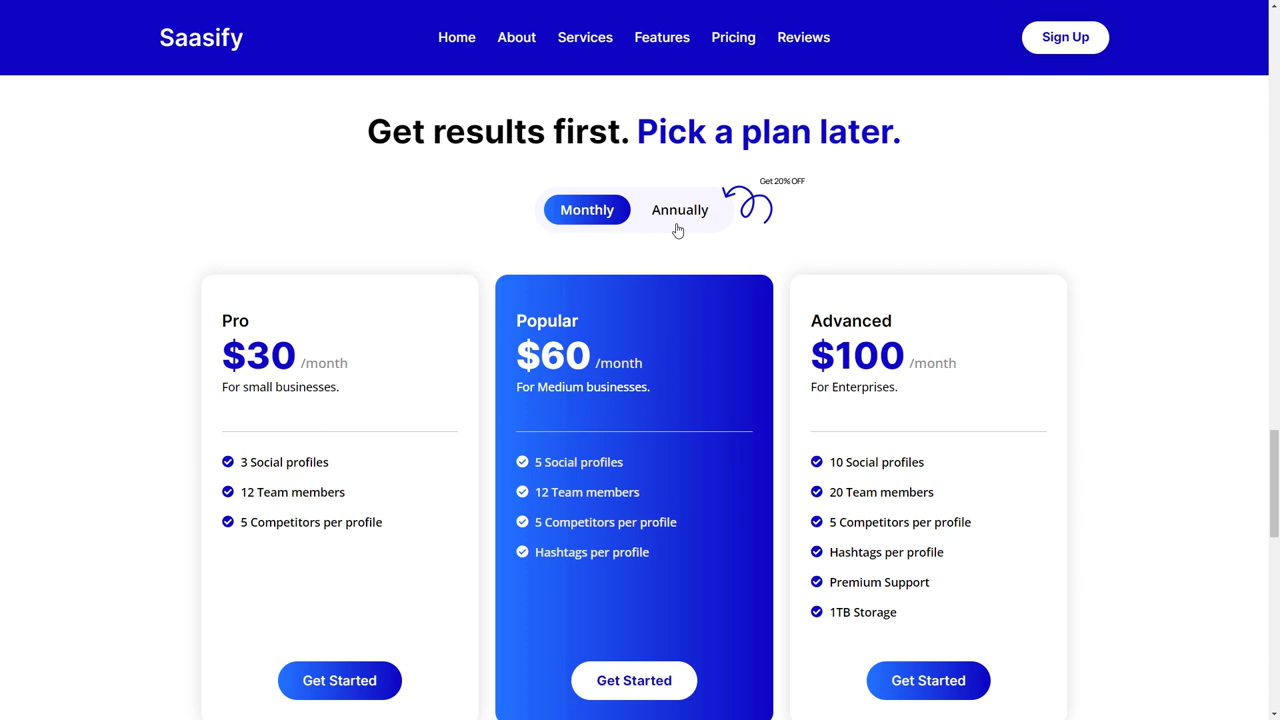 Saasify
Home About Services Features Pricing Reviews
Sign Up
Get results first. Pick a plan later.
Get 20% OFF
Monthly Annually
Pro
$30 /month
For small businesses.
3 Social profiles
12 Team members
5 Competitors per profile
Get Started
Popular
$60 /month
For Medium businesses.
5 Social profiles
12 Team members
5 Competitors per profile
Hashtags per profile
Get Started
Advanced
$100 /month
For Enterprises.
10 Social profiles
20 Team members
5 Competitors per profile
Hashtags per profile
Premium Support
1TB Storage
Get Started